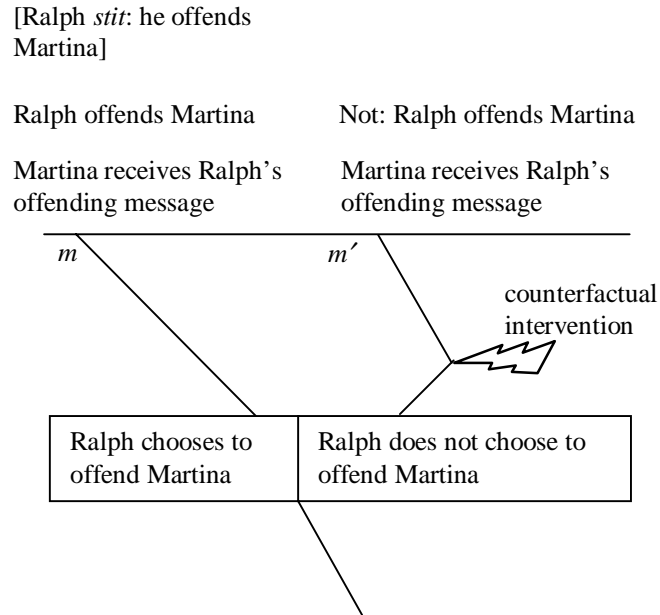 [Ralph stit: he offends
Martina]
Ralph offends Martina
Not: Ralph offends Martina
Martina receives Ralph’s
offending message
Martina receives Ralph’s
offending message
m
m′
counterfactual
intervention
Ralph chooses to
offend Martina
Ralph does not choose to
offend Martina